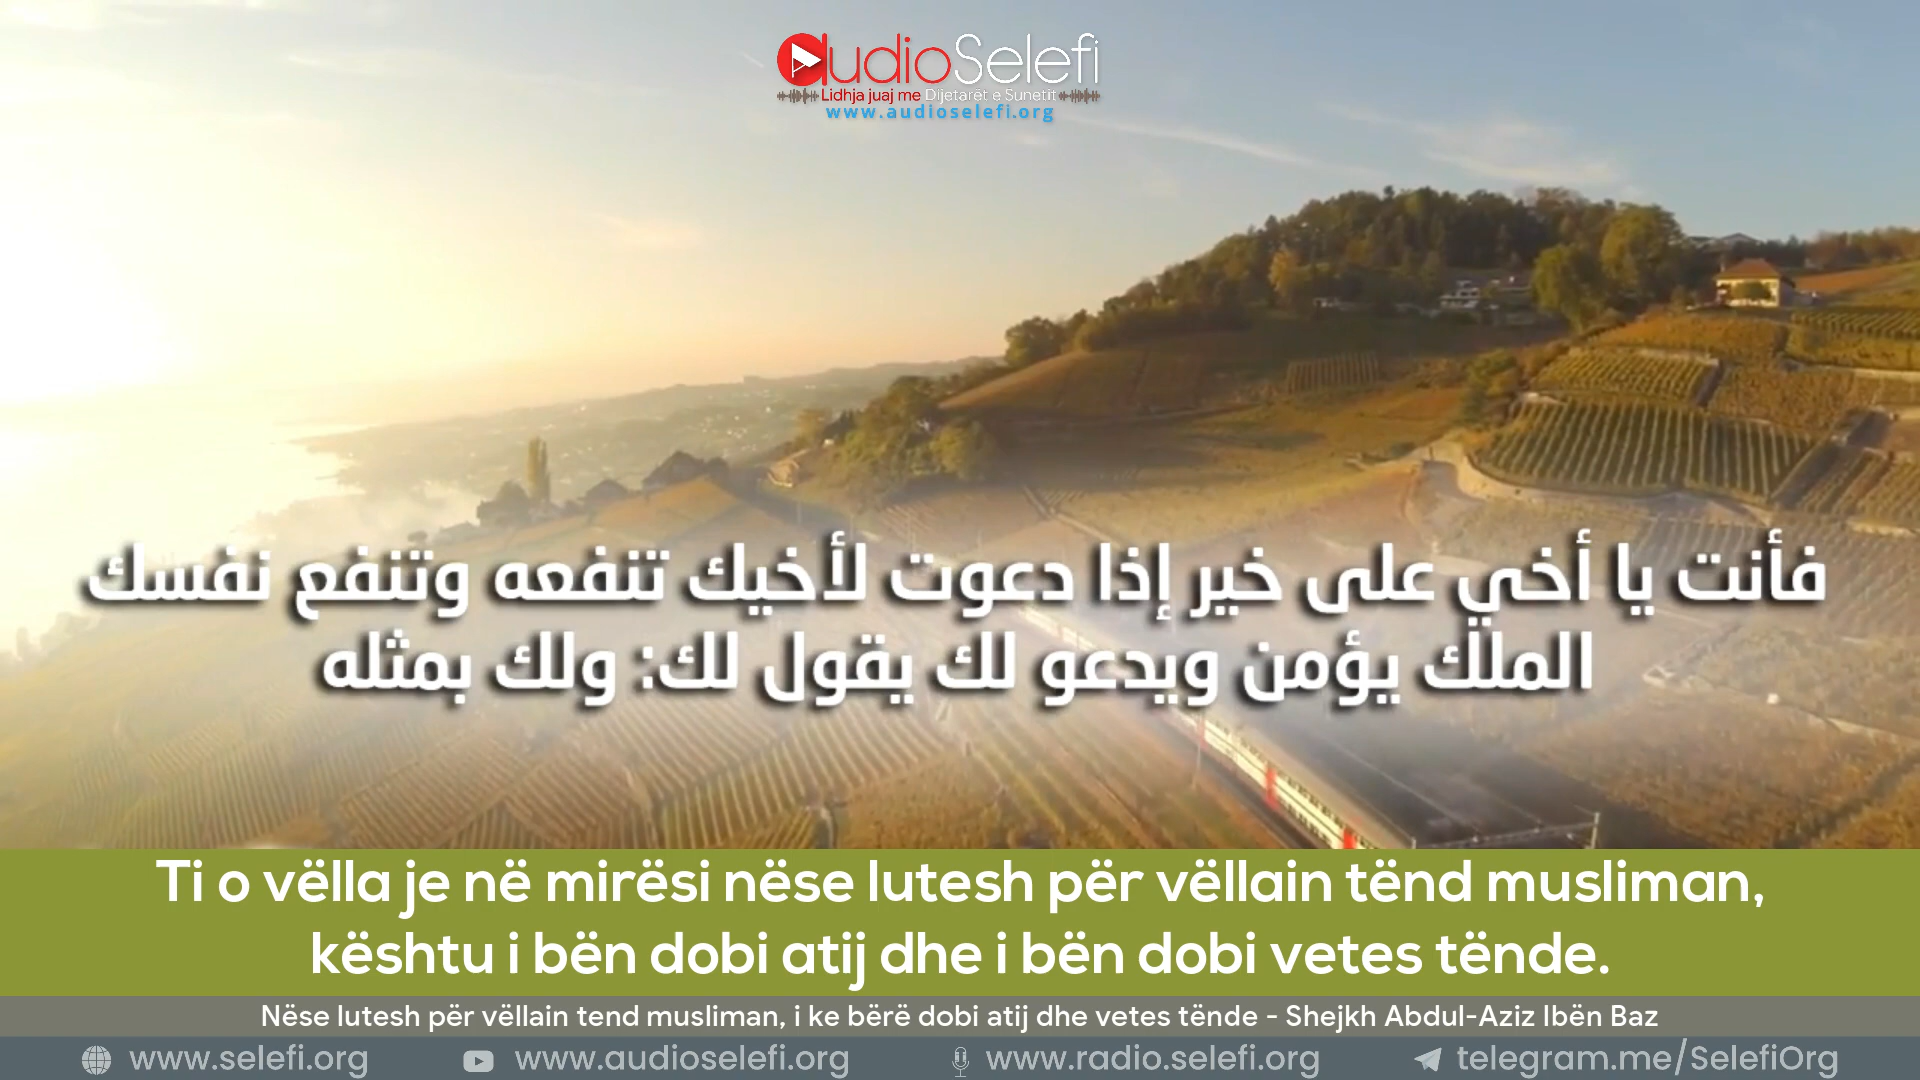 audioSelefi
Lidhja juaj me Dijetarët e Sunetit
www.audioselefi.org
فأنت يا أخي على خير إذا دعوت لأخيك تنفعه وتنفع نفسك
الملك يؤمن ويدعو لك يقول لك: ولك بمثله
Ti o vëlla je në mirësi nëse lutesh për vëllain tënd musliman,
kështu i bën dobi atij dhe i bën dobi vetes tënde.
Nëse lutesh për vëllain tend musliman, i ke bërë dobi atij dhe vetes tënde - Shejkh Abdul-Aziz Ibën Baz
www.selefi.org www.audioselefi.org www.radio.selefi.org telegram.me/SelefiOrg